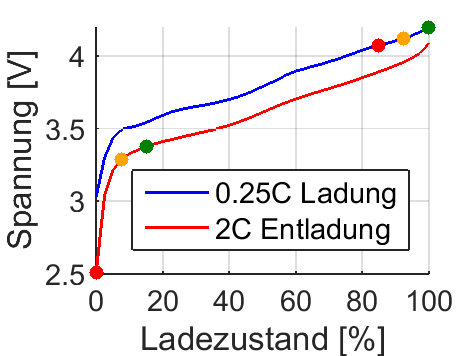 4
3.5
3
2.5
Spannung [V]
0.25C Ladung
2C Entladung
0 20 40 60 80 100
Ladezustand [%]